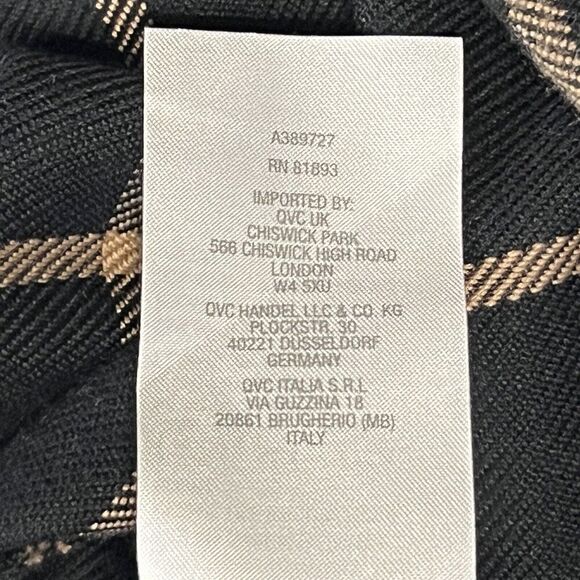 A389727
RN 81893
IMPORTED BY:
QVC UK
CHISWICK PARK
566 CHISWICK HIGH ROAD
LONDON
W4 5XU
QVC HANDEL LLC & CO. KG
PLOCKSTR. 30
40221 DUSSELDORF
GERMANY
QVC ITALIA S.R.L
VIA GUZZINA 18
20861 BRUGHERIO (MB)
ITALY